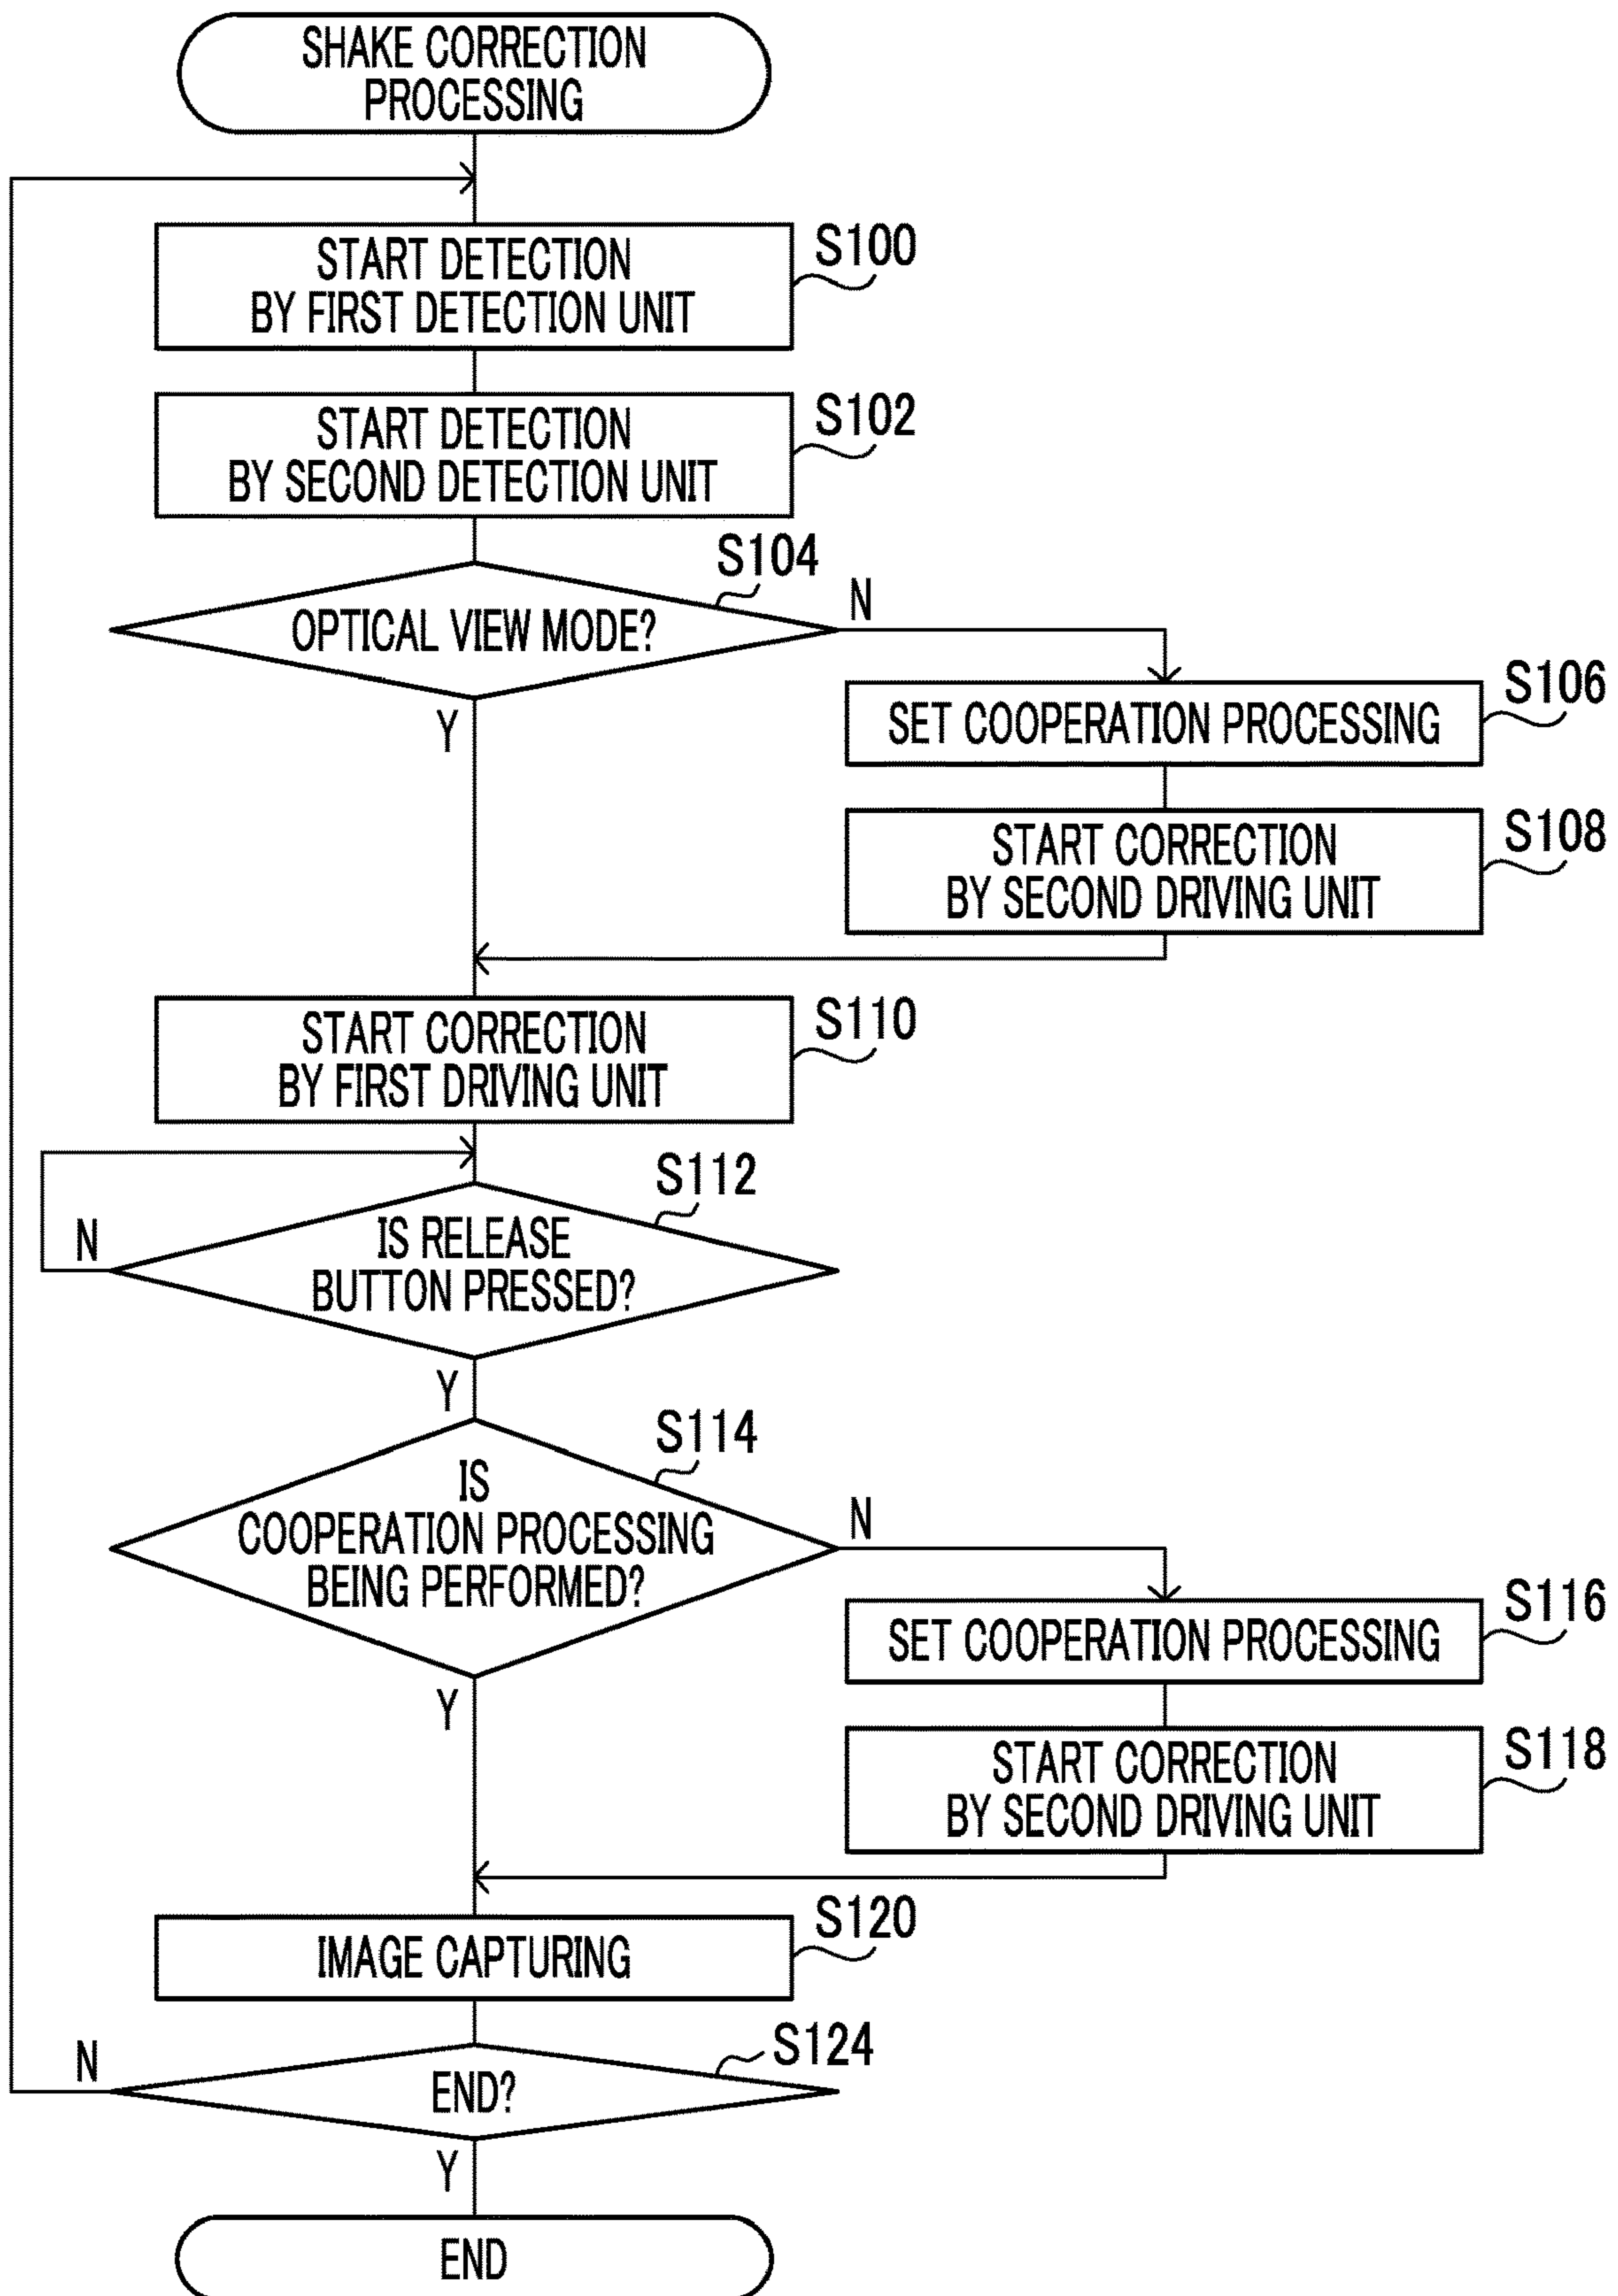 SHAKE CORRECTION
PROCESSING
START DETECTION
BY FIRST DETECTION UNIT
S100
START DETECTION
BY SECOND DETECTION UNIT
S102
OPTICAL VIEW MODE?
S104
N
Y
SET COOPERATION PROCESSING
S106
START CORRECTION
BY SECOND DRIVING UNIT
S108
START CORRECTION
BY FIRST DRIVING UNIT
S110
IS RELEASE
BUTTON PRESSED?
S112
N
Y
IS
COOPERATION PROCESSING
BEING PERFORMED?
S114
N
Y
SET COOPERATION PROCESSING
S116
START CORRECTION
BY SECOND DRIVING UNIT
S118
IMAGE CAPTURING
S120
END?
S124
N
Y
END